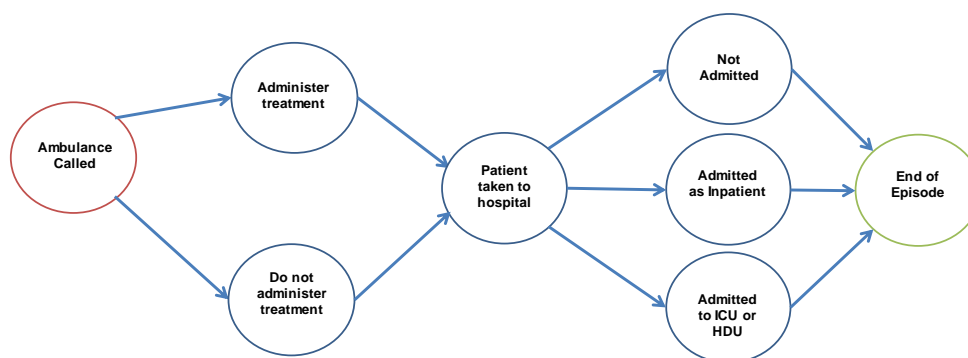 Ambulance
Called
Administer
treatment
Do not
administer
treatment
Patient
taken to
hospital
Not
Admitted
Admitted
as Inpatient
Admitted
to ICU or
HDU
End of
Episode